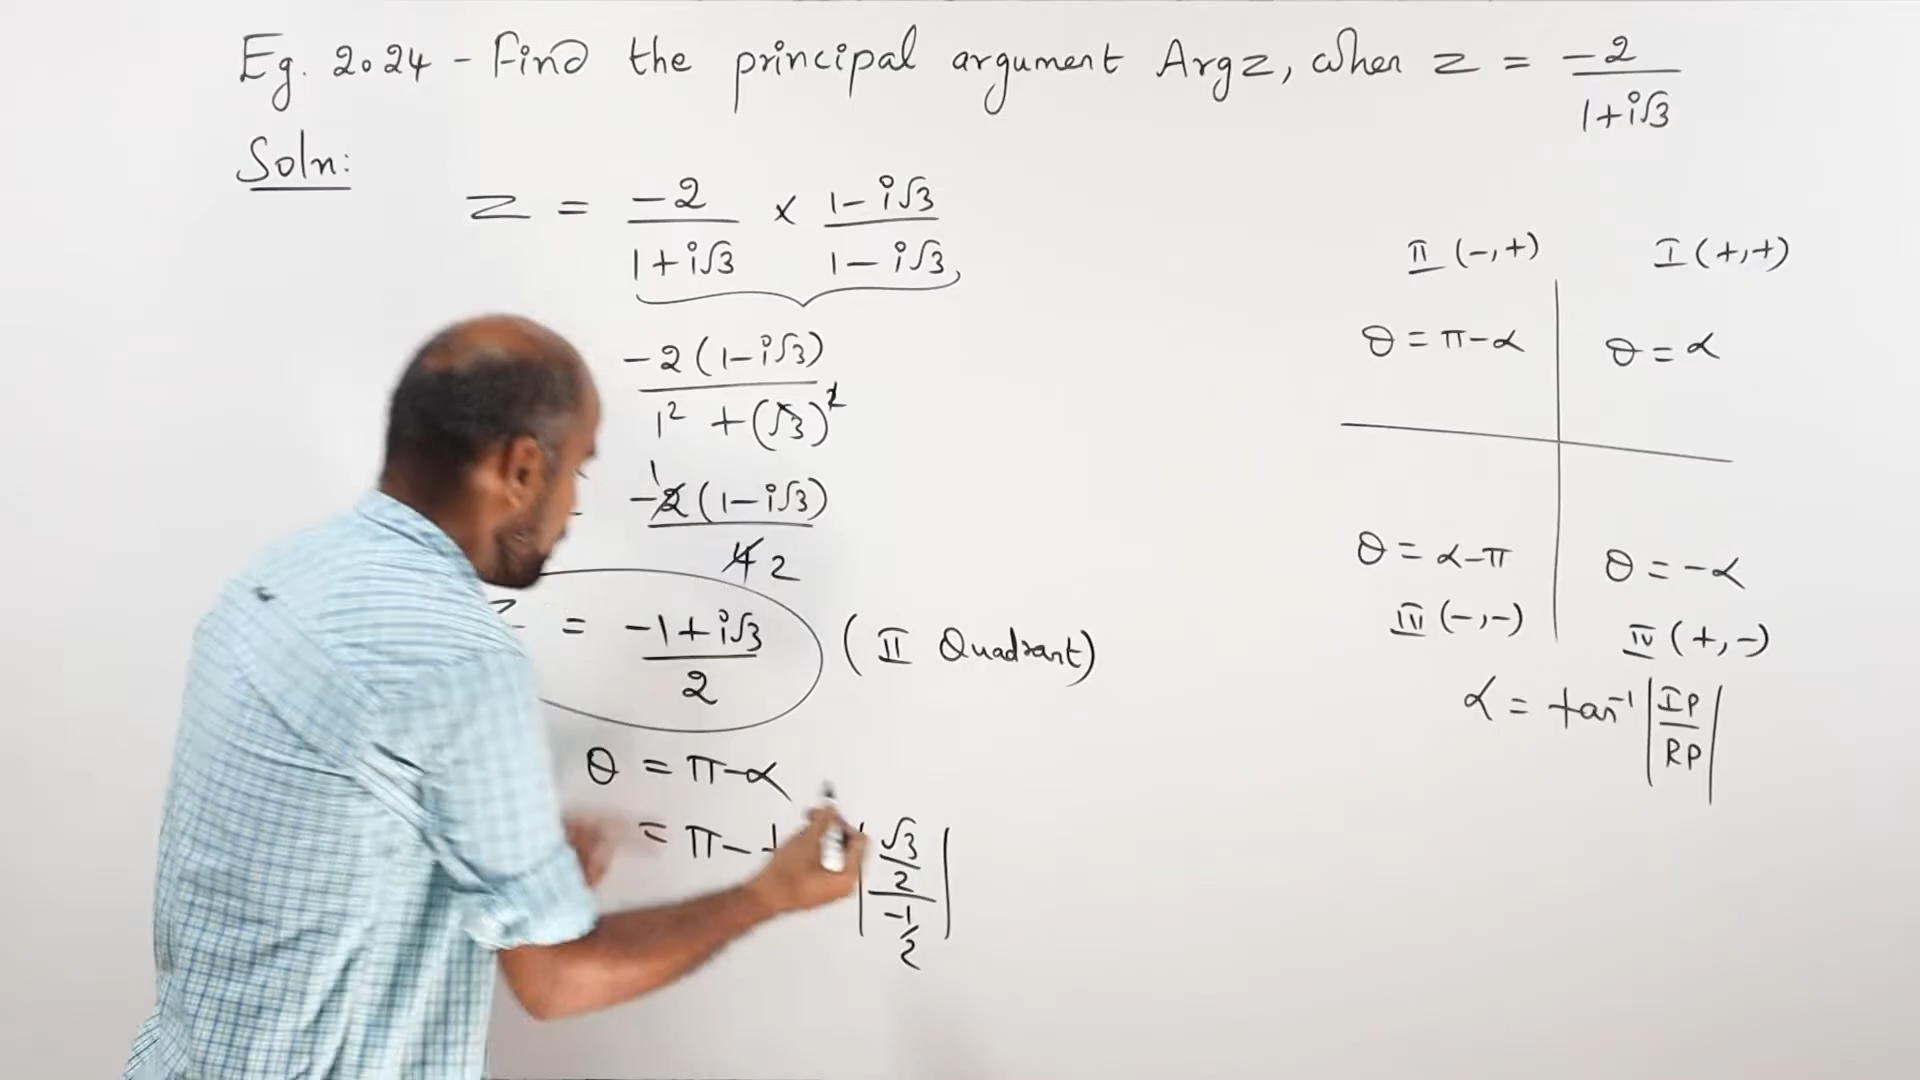 Eg. 2.24 - Find the principal argument Arg z, when z = -2/(1+i√3)
Soln:
z = -2/(1+i√3) × (1-i√3)/(1-i√3)
-2(1-i√3)/(1² + (√3)²)
-2(1-i√3)/4 1 2
z = (-1+i√3)/2 (II Quadrant)
θ = π-α
= π- |(√3/2)/(-1/2)|
II (-,+) I (+,+)
θ = π-α θ = α
θ = α-π θ = -α
III (-,-) IV (+,-)
α = tan⁻¹ |IP/RP|